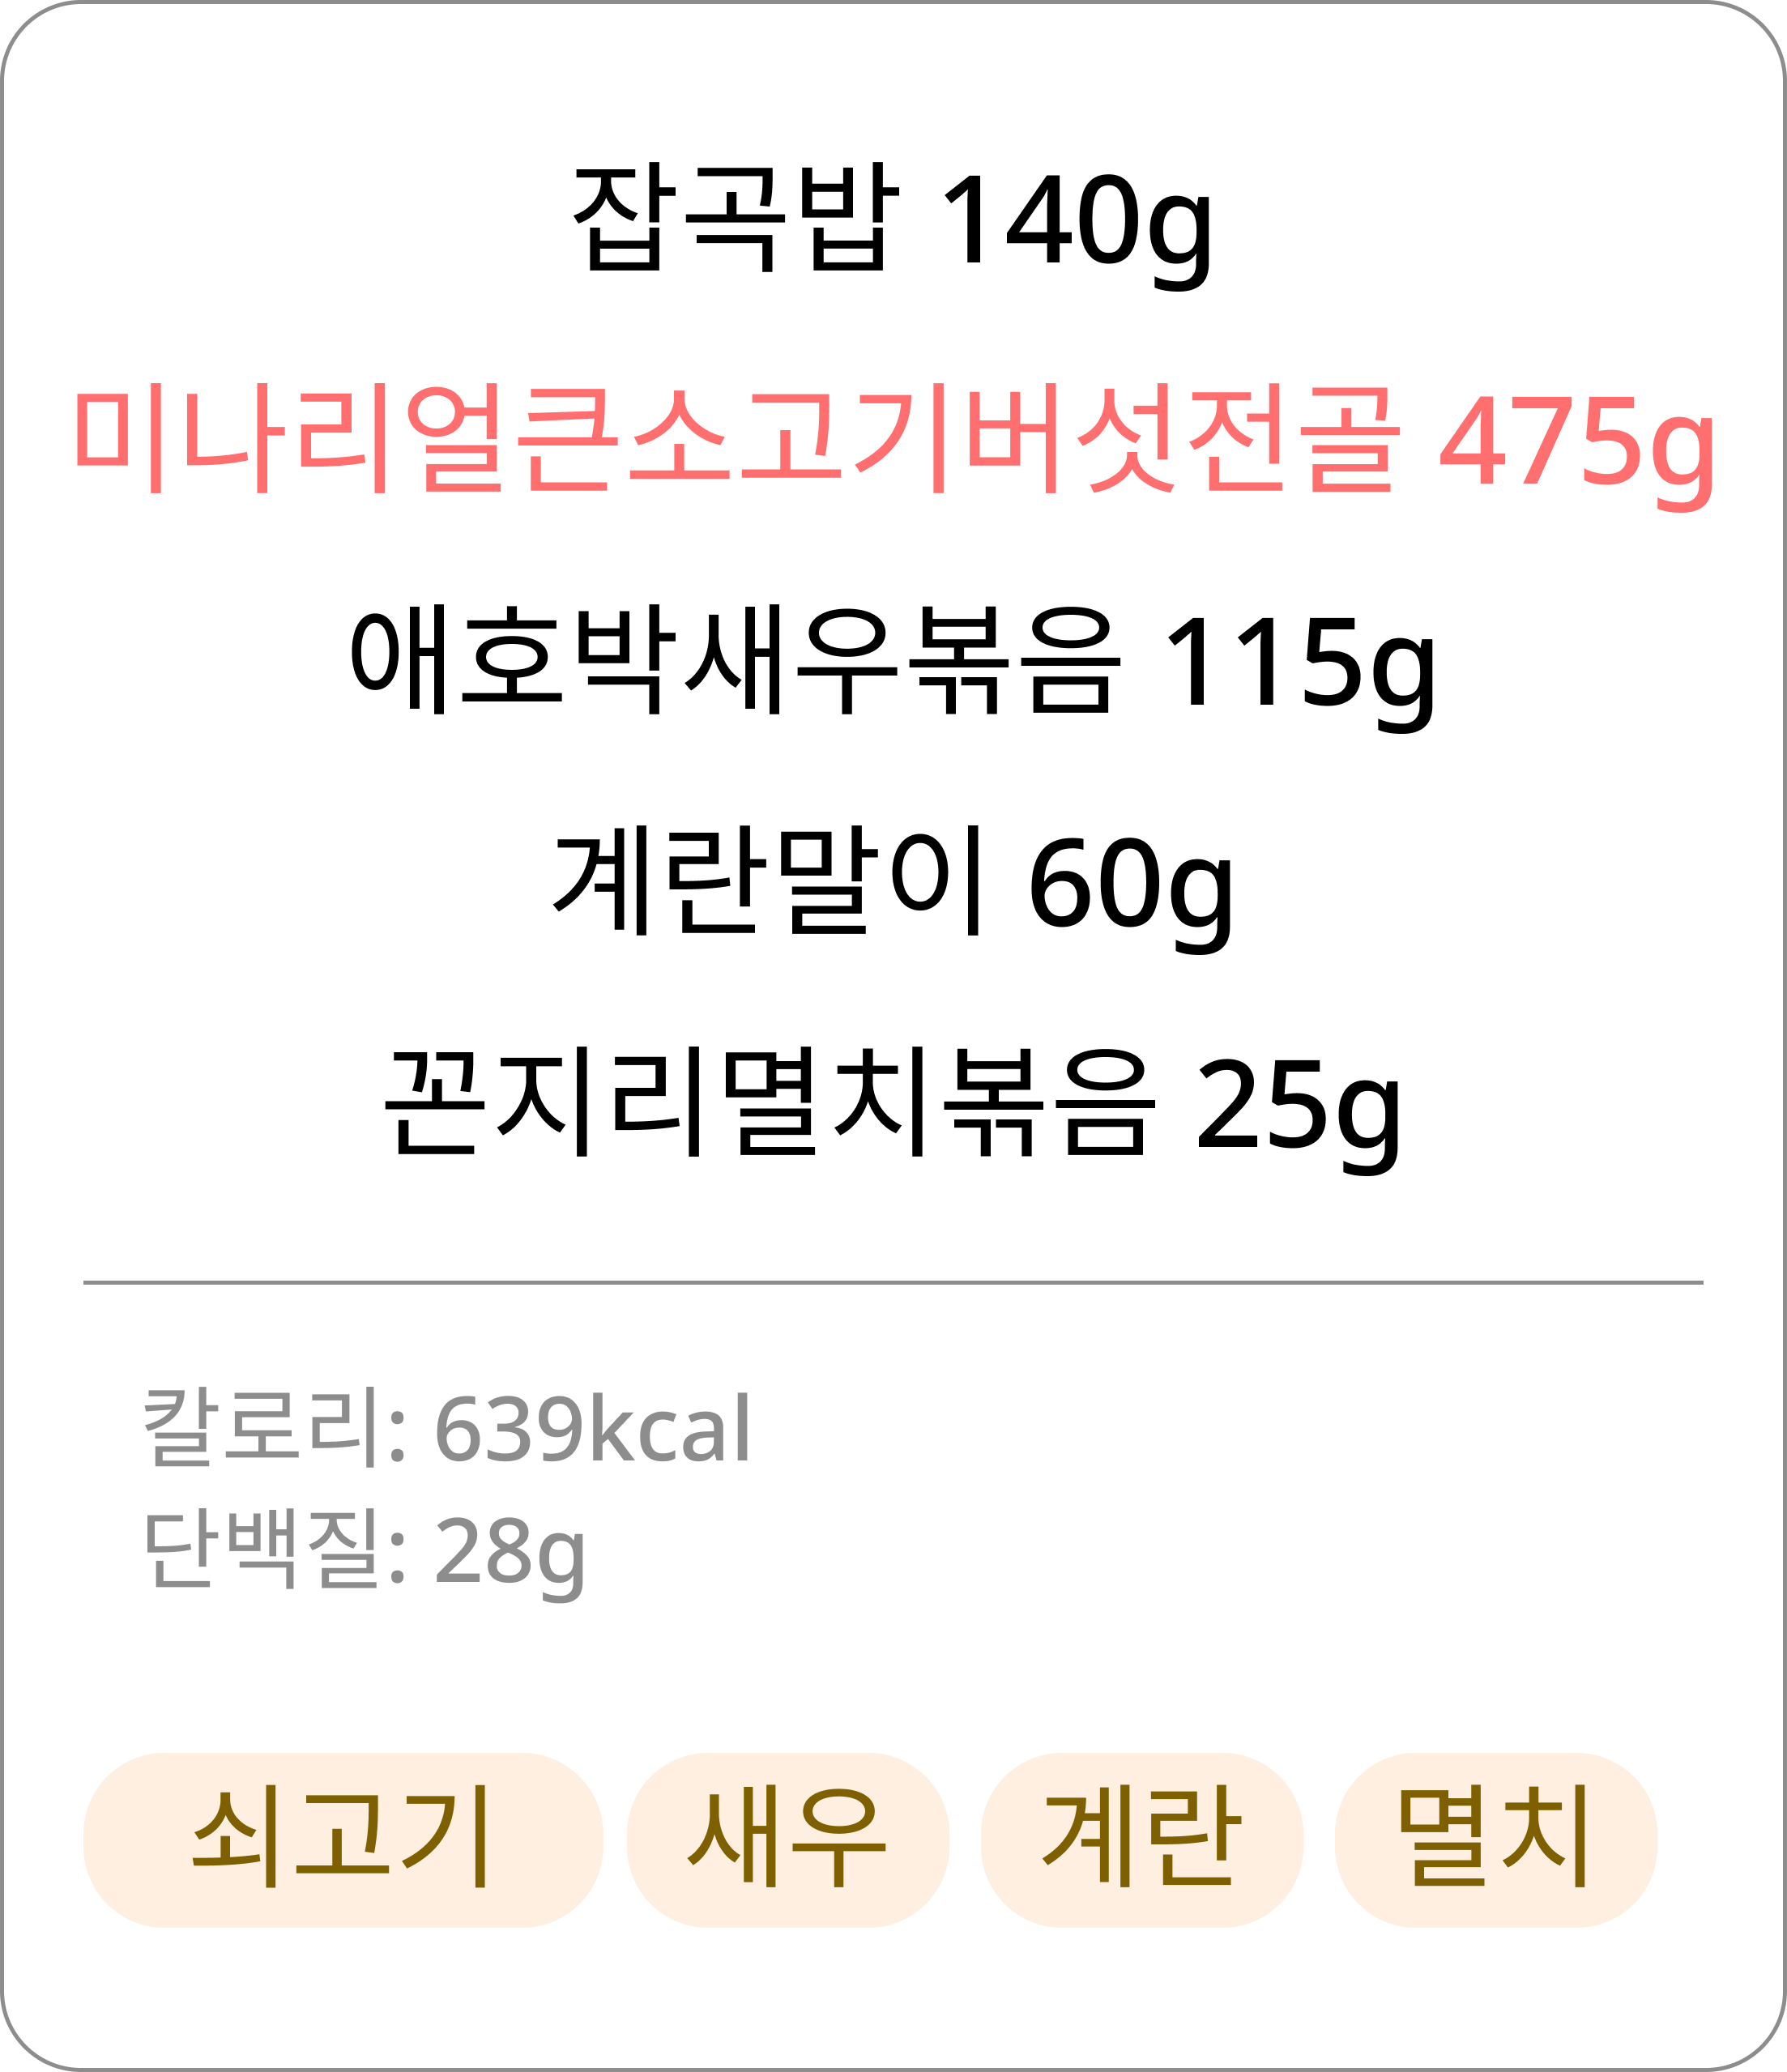 잡곡밥 140g
미나리얼큰소고기버섯전골 475g
애호박새우볶음 115g
계란말이 60g
꼰지리멸치볶음 25g
칼로리: 639kcal
단백질: 28g
쇠고기 새우 계란 멸치